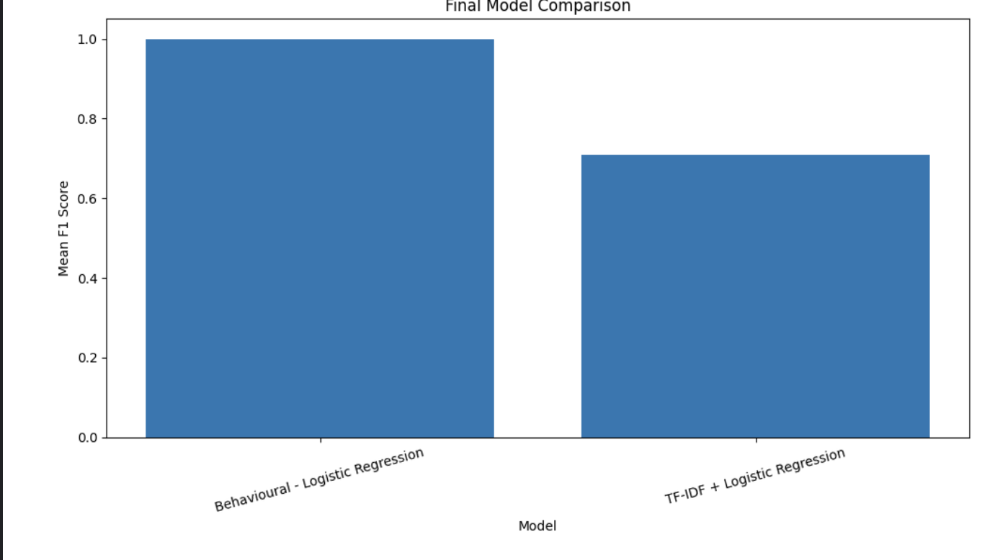 Final Model Comparison
1.0
0.8
0.6
0.4
0.2
0.0
Mean F1 Score
Behavioural - Logistic Regression
TF-IDF + Logistic Regression
Model